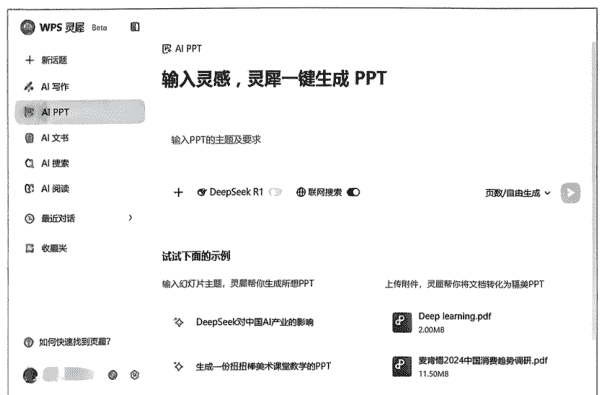 WPS 灵犀 Beta
新话题
AI 写作
AI PPT
AI 文书
AI 搜索
AI 阅读
最近对话
收藏夹
如何快速找到页面?
AI PPT
输入灵感，灵犀一键生成 PPT
输入PPT的主题及要求
DeepSeek R1 联网搜索 页数/自由生成
试试下面的示例
输入幻灯片主题，灵犀帮你生成所想PPT
DeepSeek对中国AI产业的影响
生成一份扭扭棒美术课堂教学的PPT
上传附件，灵犀帮你将文档转化为精美PPT
Deep learning.pdf
2.00MB
麦肯锡2024中国消费趋势调研.pdf
11.50MB